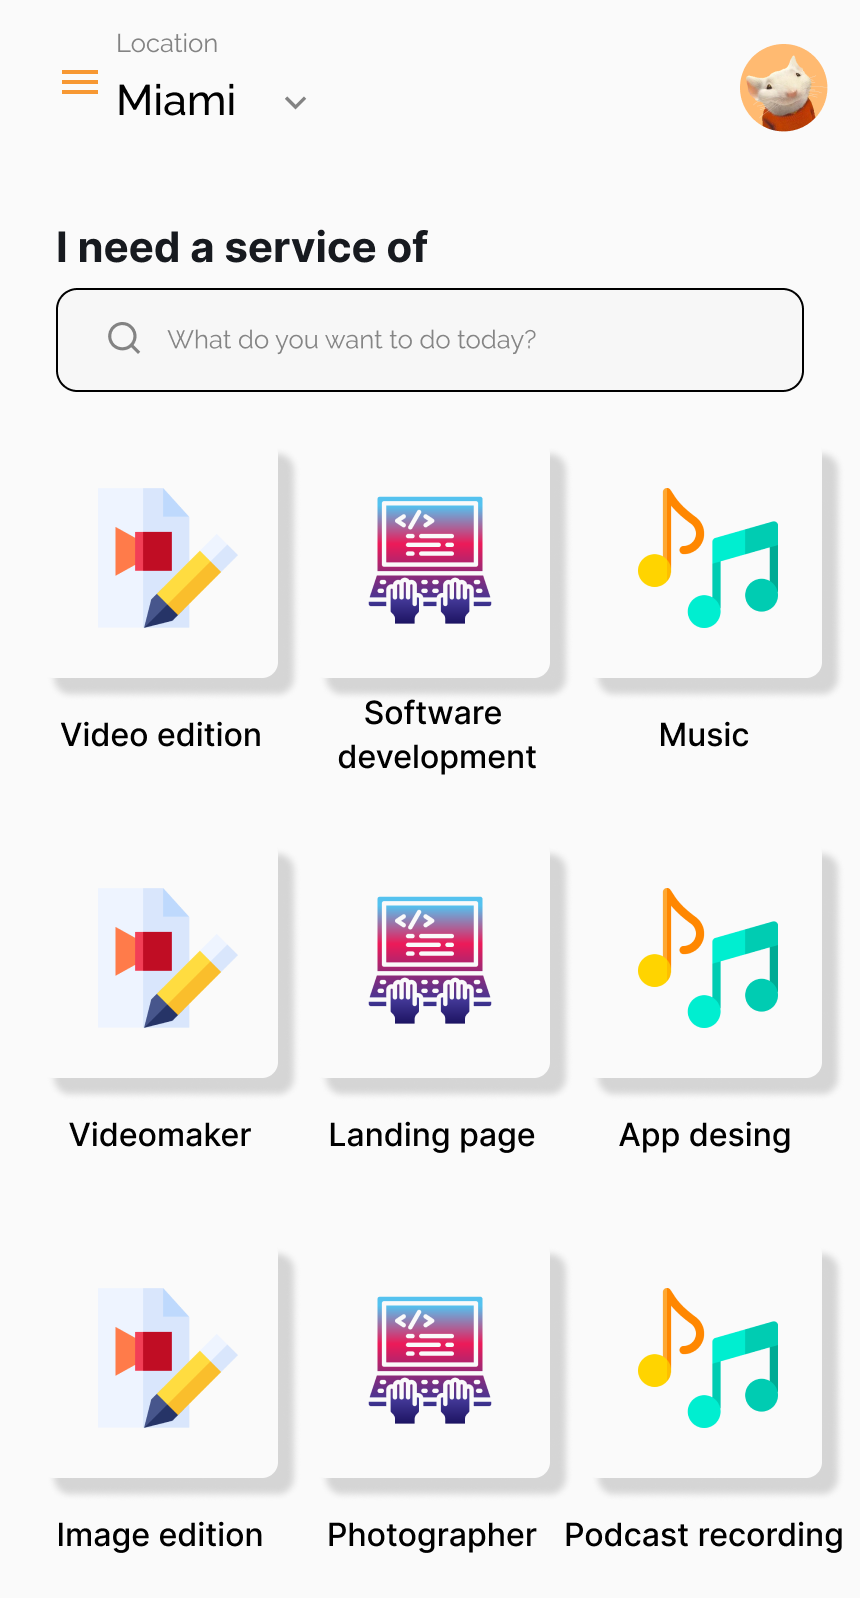 Location
Miami
I need a service of
What do you want to do today?
</>
Video edition
Software
development
Music
</>
Videomaker
Landing page
App desing
</>
Image edition
Photographer
Podcast recording